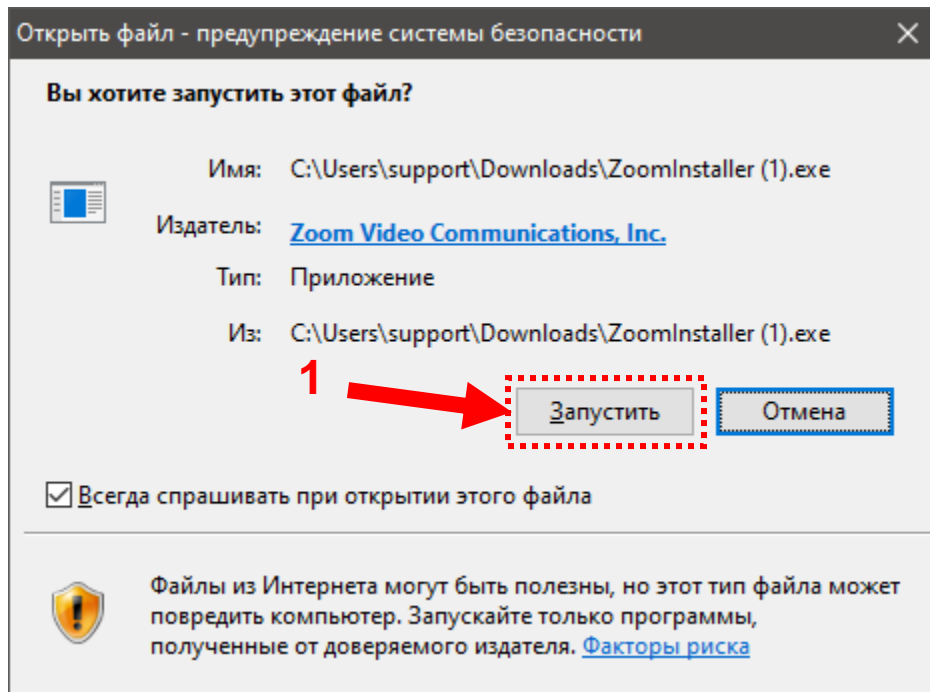 Открыть файл - предупреждение системы безопасности
Вы хотите запустить этот файл?
Имя: C:\Users\support\Downloads\ZoomInstaller (1).exe
Издатель: Zoom Video Communications, Inc.
Тип: Приложение
Из: C:\Users\support\Downloads\ZoomInstaller (1).exe
1
Запустить Отмена
Всегда спрашивать при открытии этого файла
Файлы из Интернета могут быть полезны, но этот тип файла может
повредить компьютер. Запускайте только программы,
полученные от доверяемого издателя. Факторы риска